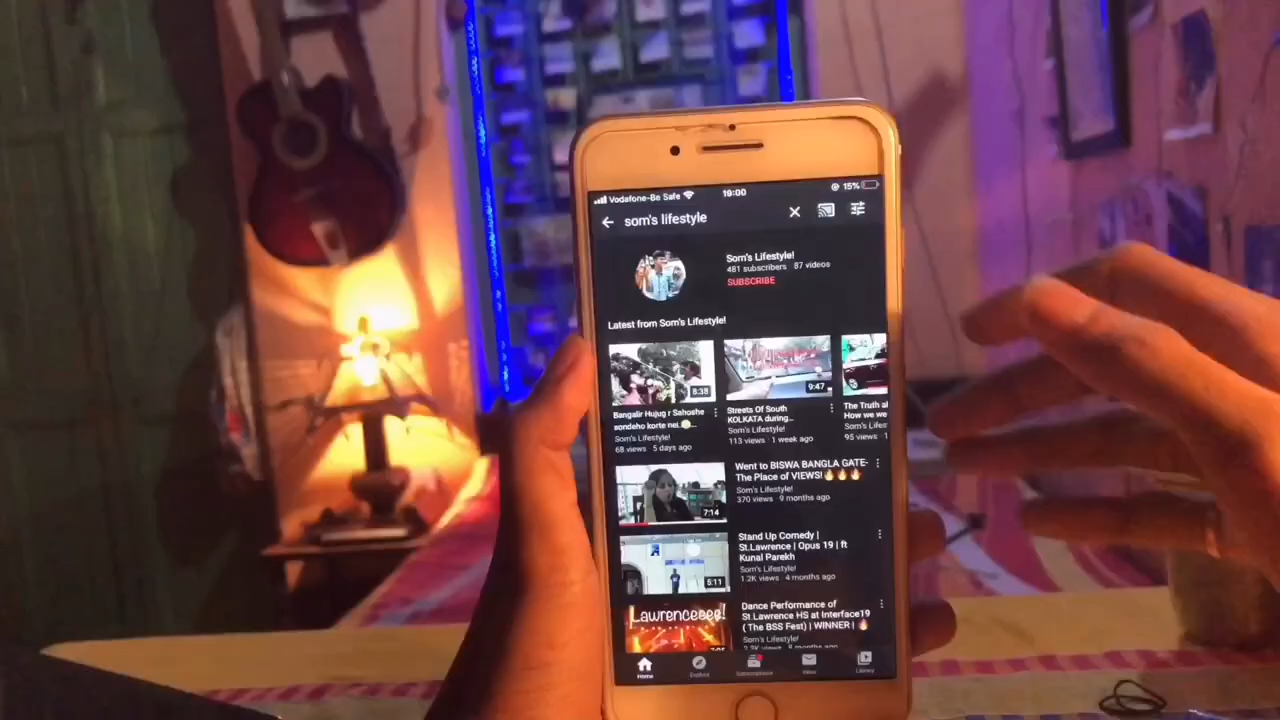 Vodafone-Be Safe 19:00 15%
som's lifestyle
Som's Lifestyle!
481 subscribers · 87 videos
SUBSCRIBE
Latest from Som's Lifestyle!
8:38
Bangalir Hujug r Sahoshe
sondeho korte nei.
Som's Lifestyle!
68 views · 5 days ago
9:47
Streets Of South
KOLKATA during...
Som's Lifestyle!
113 views · 1 week ago
The Truth a
How we we
Som's Lifes
95 views ·
7:14
Went to BISWA BANGLA GATE-
The Place of VIEWS!🔥🔥🔥
Som's Lifestyle!
370 views · 9 months ago
5:11
Stand Up Comedy |
St.Lawrence | Opus 19 | ft
Kunal Parekh
Som's Lifestyle!
1.2K views · 4 months ago
Lawrenceeee!
Dance Performance of
St.Lawrence HS at Interface19
( The BSS Fest) | WINNER | 🔥
Som's Lifestyle!
Home
Explore
Subscriptions
Library